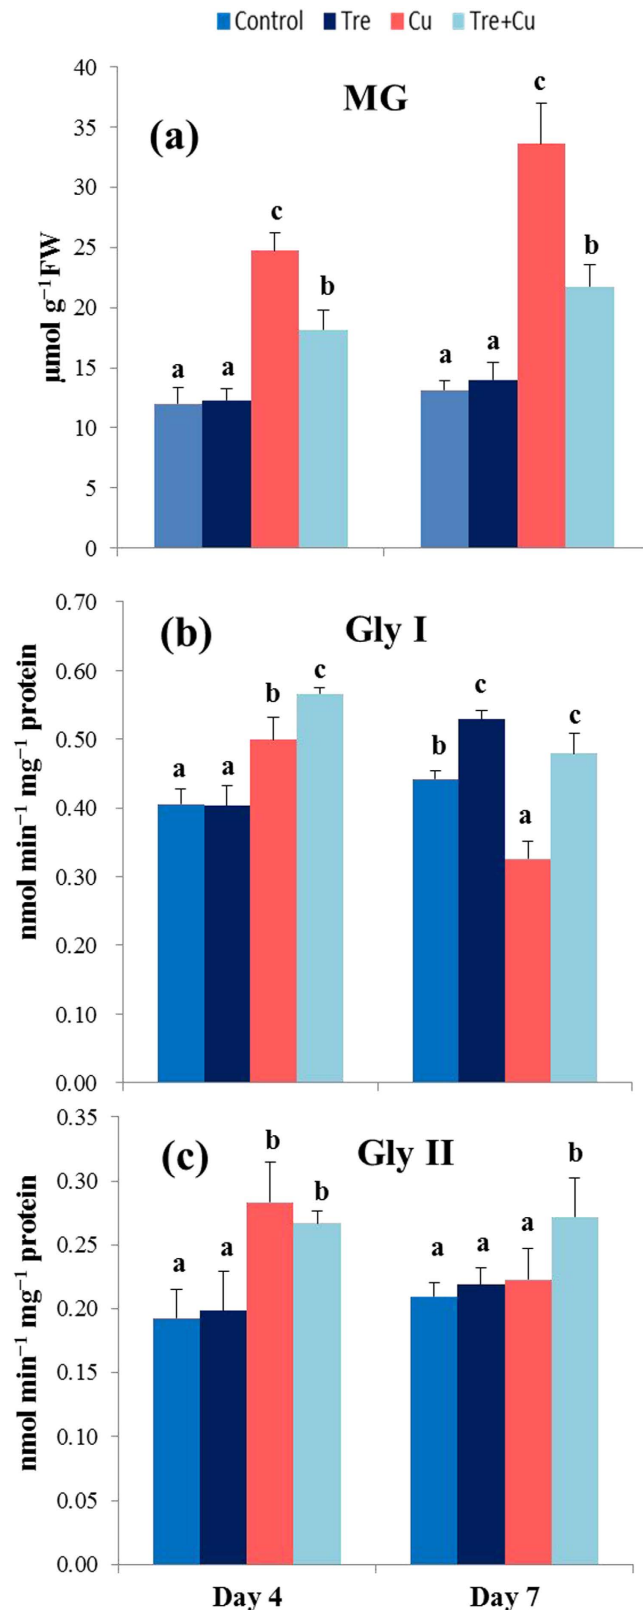 Control Tre Cu Tre+Cu
MG
(a)
40
35
30
25
20
15
10
5
0
µmol g⁻¹FW
a a c b
a a c b
Gly I
(b)
0.70
0.60
0.50
0.40
0.30
0.20
0.10
0.00
nmol min⁻¹ mg⁻¹ protein
a a b c
b c a c
Gly II
(c)
0.35
0.30
0.25
0.20
0.15
0.10
0.05
0.00
nmol min⁻¹ mg⁻¹ protein
a a b b
a a a b
Day 4 Day 7